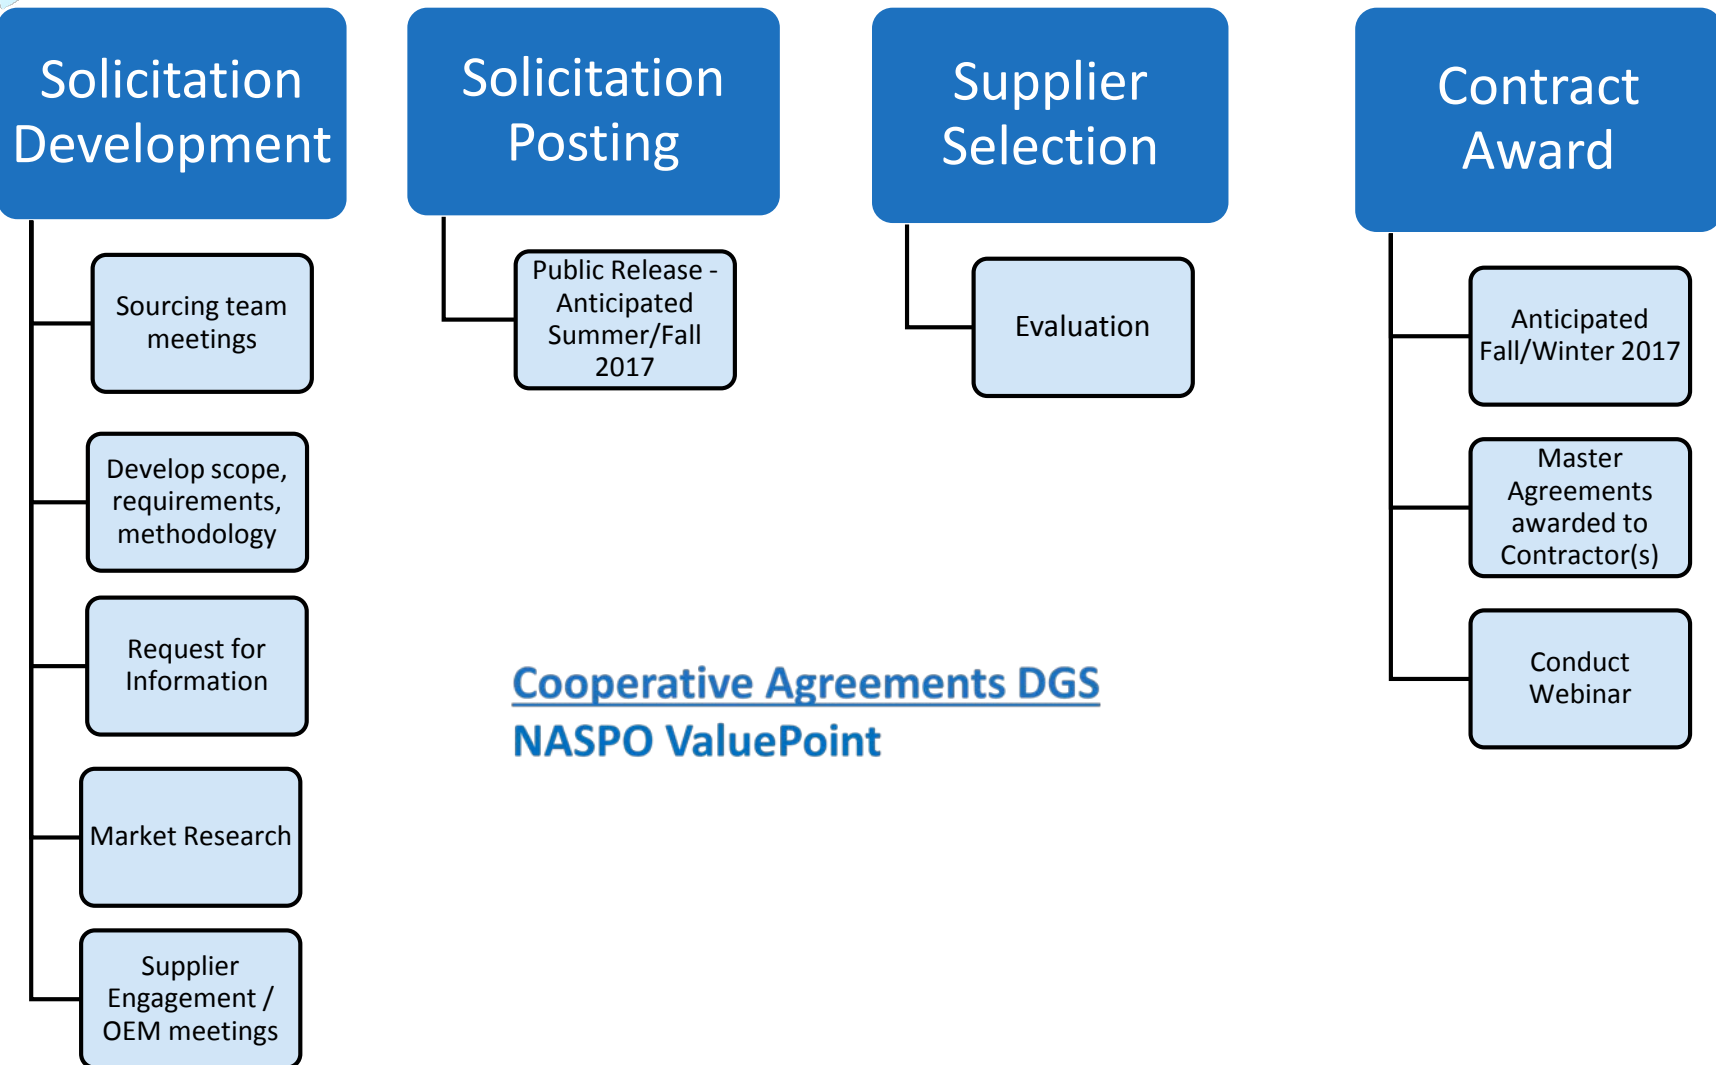 Solicitation
Development
Sourcing team
meetings
Develop scope,
requirements,
methodology
Request for
Information
Market Research
Supplier
Engagement /
OEM meetings
Solicitation
Posting
Public Release -
Anticipated
Summer/Fall
2017
Supplier
Selection
Evaluation
Contract
Award
Anticipated
Fall/Winter 2017
Master
Agreements
awarded to
Contractor(s)
Conduct
Webinar
Cooperative Agreements DGS
NASPO ValuePoint